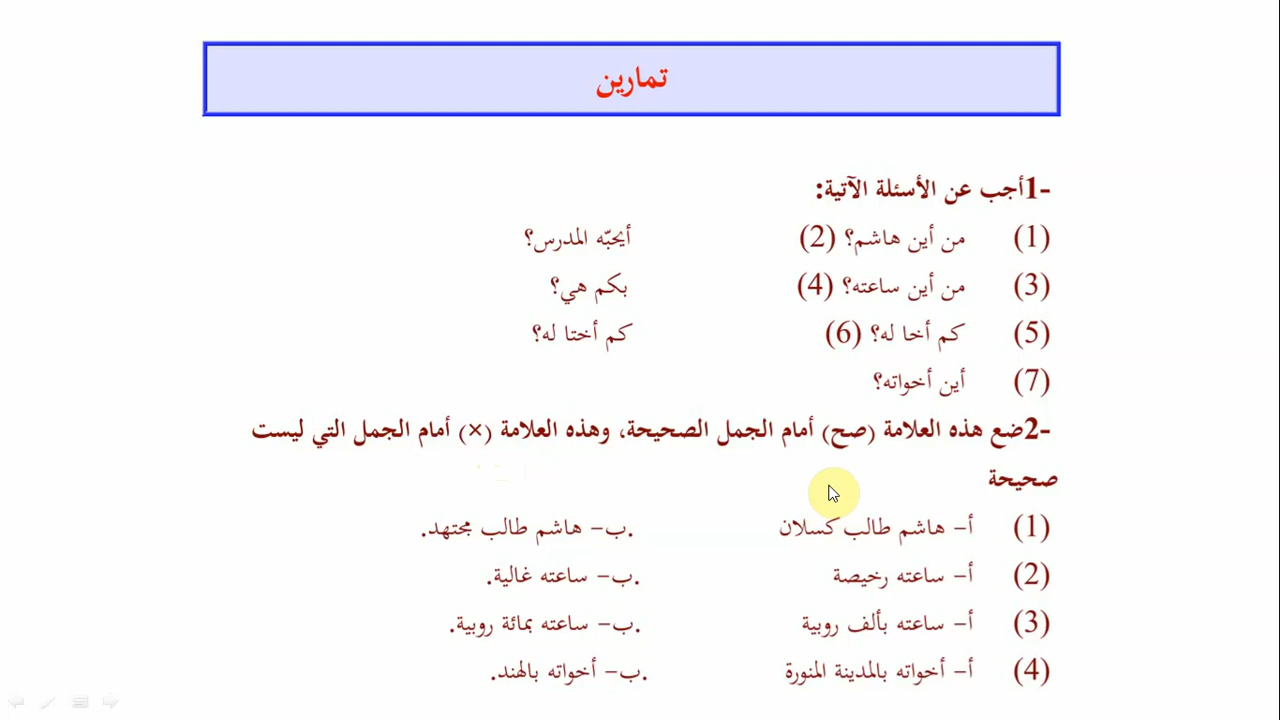 تمارين
1- أجب عن الأسئلة الآتية:
(1) من أين هاشم؟ (2) أيحبّه المدرس؟
(3) من أين ساعته؟ (4) بكم هي؟
(5) كم أخا له؟ (6) كم أختا له؟
(7) أين أخواته؟
2- ضع هذه العلامة (صح) أمام الجمل الصحيحة، وهذه العلامة (×) أمام الجمل التي ليست
صحيحة
(1) أ- هاشم طالب كسلان .ب- هاشم طالب مجتهد.
(2) أ- ساعته رخيصة .ب- ساعته غالية.
(3) أ- ساعته بألف روبية .ب- ساعته بمائة روبية.
(4) أ- أخواته بالمدينة المنورة .ب- أخواته بالهند.